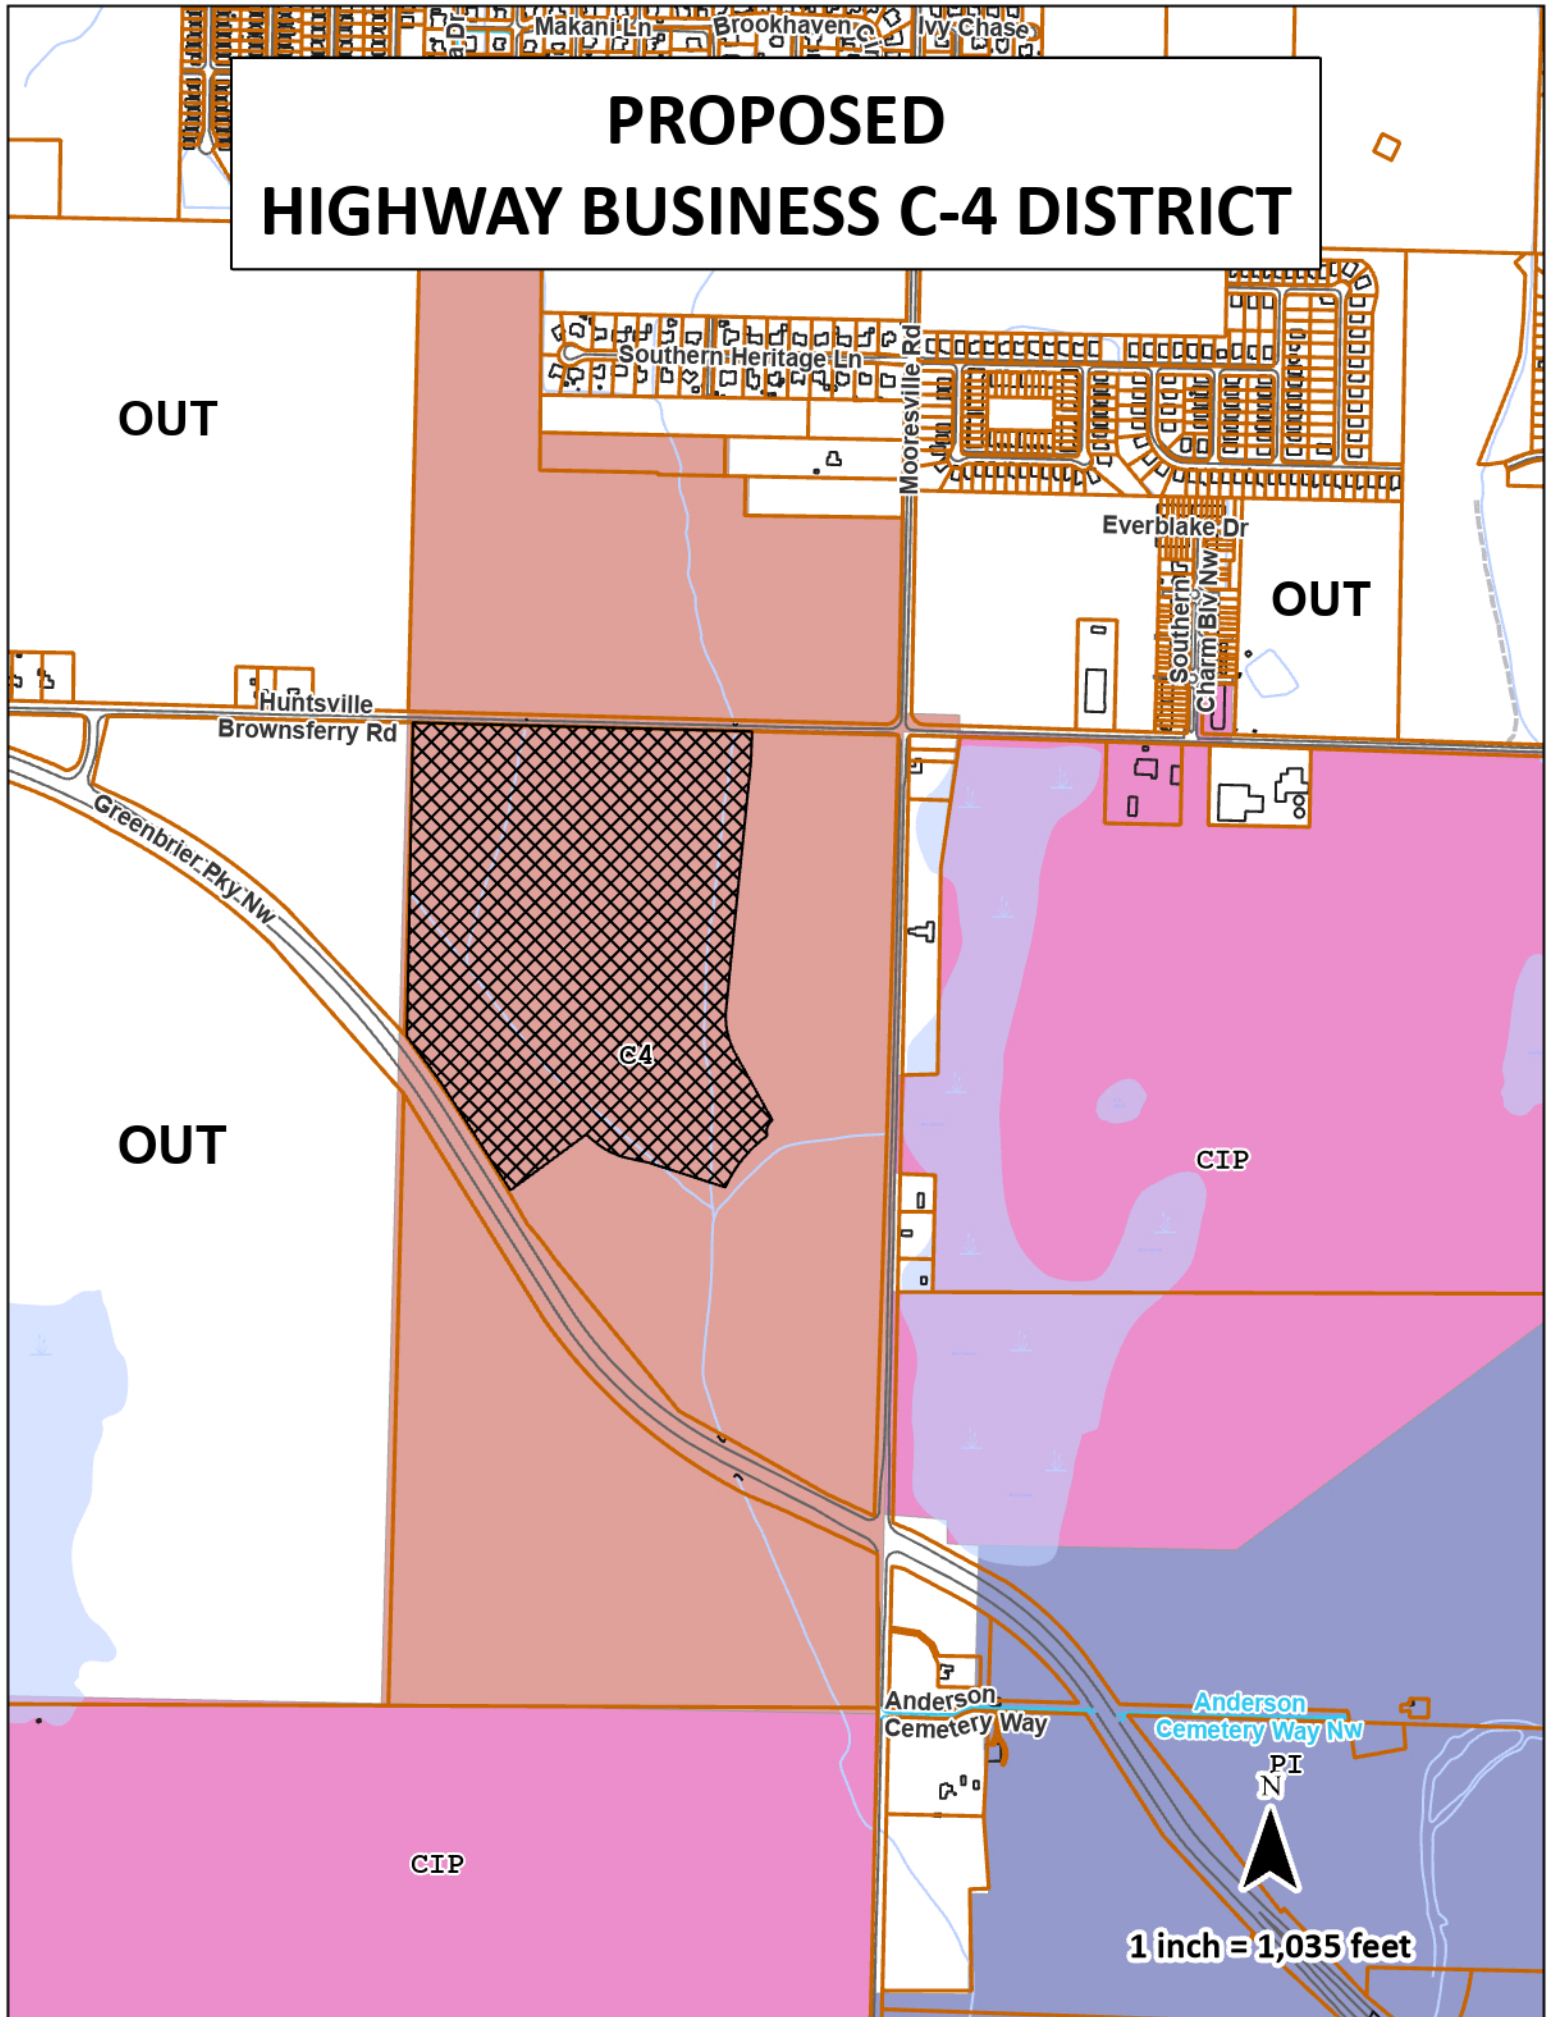 Makani Ln
Brookhaven
Ivy Chase
PROPOSED
HIGHWAY BUSINESS C-4 DISTRICT
Southern Heritage Ln
Mooresville Rd
OUT
Everblake Dr
OUT
Southern
Charm Blv Nw
Huntsville
Brownsferry Rd
Greenbrier Pky Nw
C4
OUT
CIP
Anderson
Cemetery Way
Anderson
Cemetery Way Nw
PI
N
CIP
1 inch = 1,035 feet